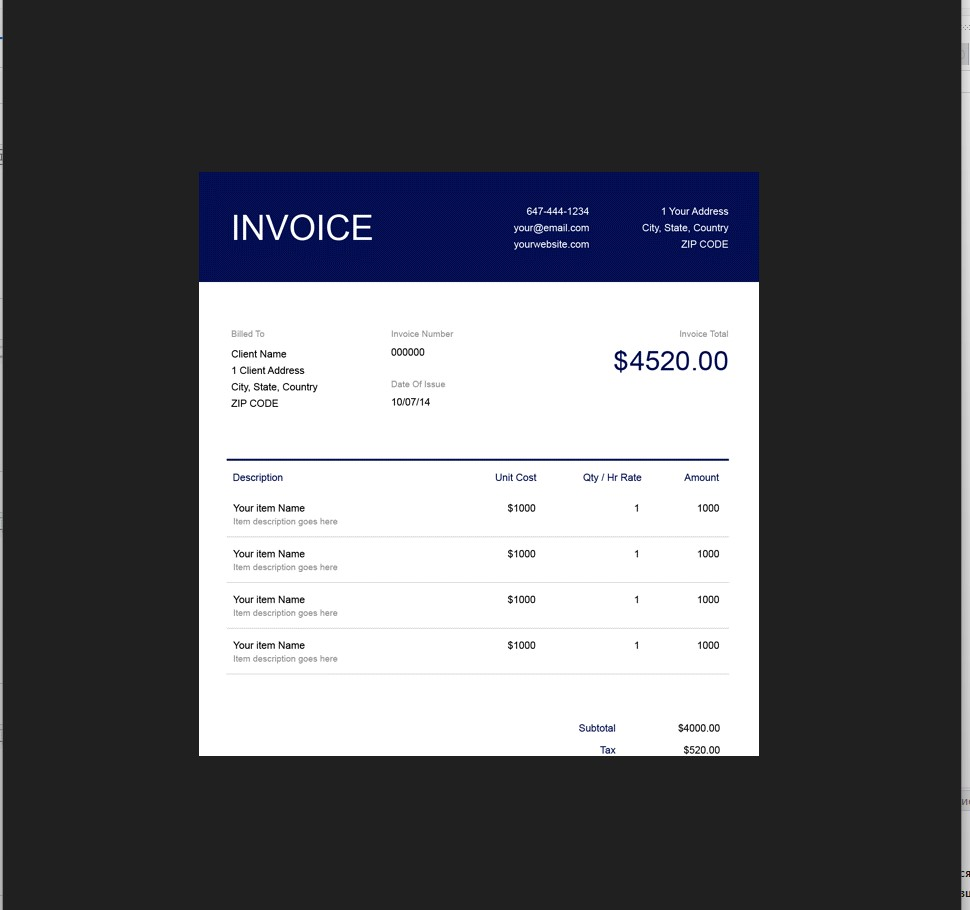 INVOICE
647-444-1234
your@email.com
yourwebsite.com
1 Your Address
City, State, Country
ZIP CODE
Billed To
Client Name
1 Client Address
City, State, Country
ZIP CODE
Invoice Number
000000
Date Of Issue
10/07/14
Invoice Total
$4520.00
Description Unit Cost Qty / Hr Rate Amount
Your item Name $1000 1 1000
Item description goes here
Your item Name $1000 1 1000
Item description goes here
Your item Name $1000 1 1000
Item description goes here
Your item Name $1000 1 1000
Item description goes here
Subtotal $4000.00
Tax $520.00